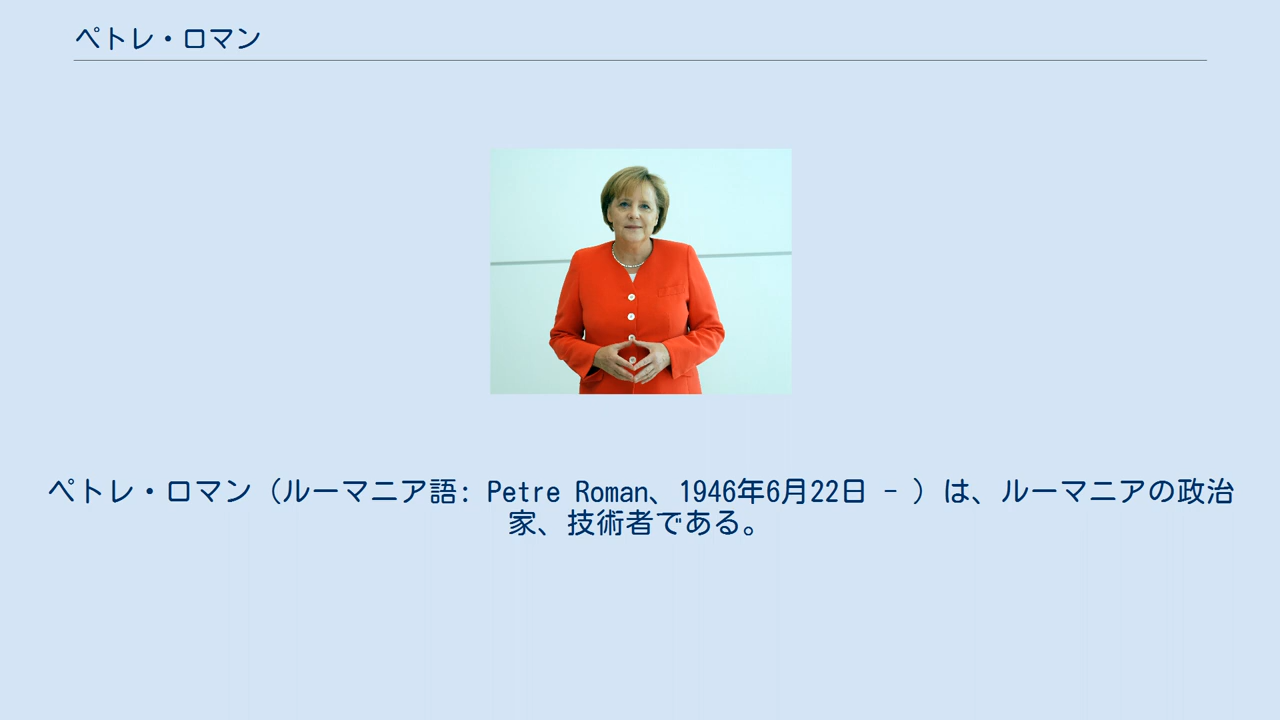 ペトレ・ロマン
ペトレ・ロマン（ルーマニア語: Petre Roman、1946年6月22日 - ）は、ルーマニアの政治
家、技術者である。